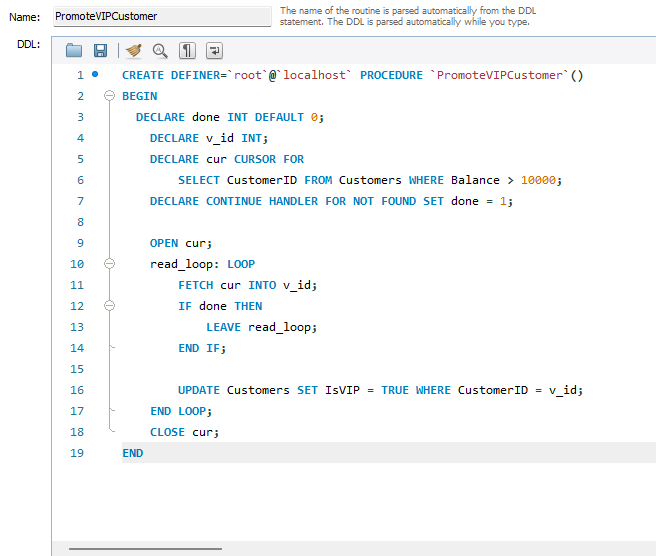 Name: PromoteVIPCustomer
The name of the routine is parsed automatically from the DDL
statement. The DDL is parsed automatically while you type.
DDL:
1 CREATE DEFINER=`root`@`localhost` PROCEDURE `PromoteVIPCustomer`()
2 BEGIN
3 DECLARE done INT DEFAULT 0;
4 DECLARE v_id INT;
5 DECLARE cur CURSOR FOR
6 SELECT CustomerID FROM Customers WHERE Balance > 10000;
7 DECLARE CONTINUE HANDLER FOR NOT FOUND SET done = 1;
8
9 OPEN cur;
10 read_loop: LOOP
11 FETCH cur INTO v_id;
12 IF done THEN
13 LEAVE read_loop;
14 END IF;
15
16 UPDATE Customers SET IsVIP = TRUE WHERE CustomerID = v_id;
17 END LOOP;
18 CLOSE cur;
19 END